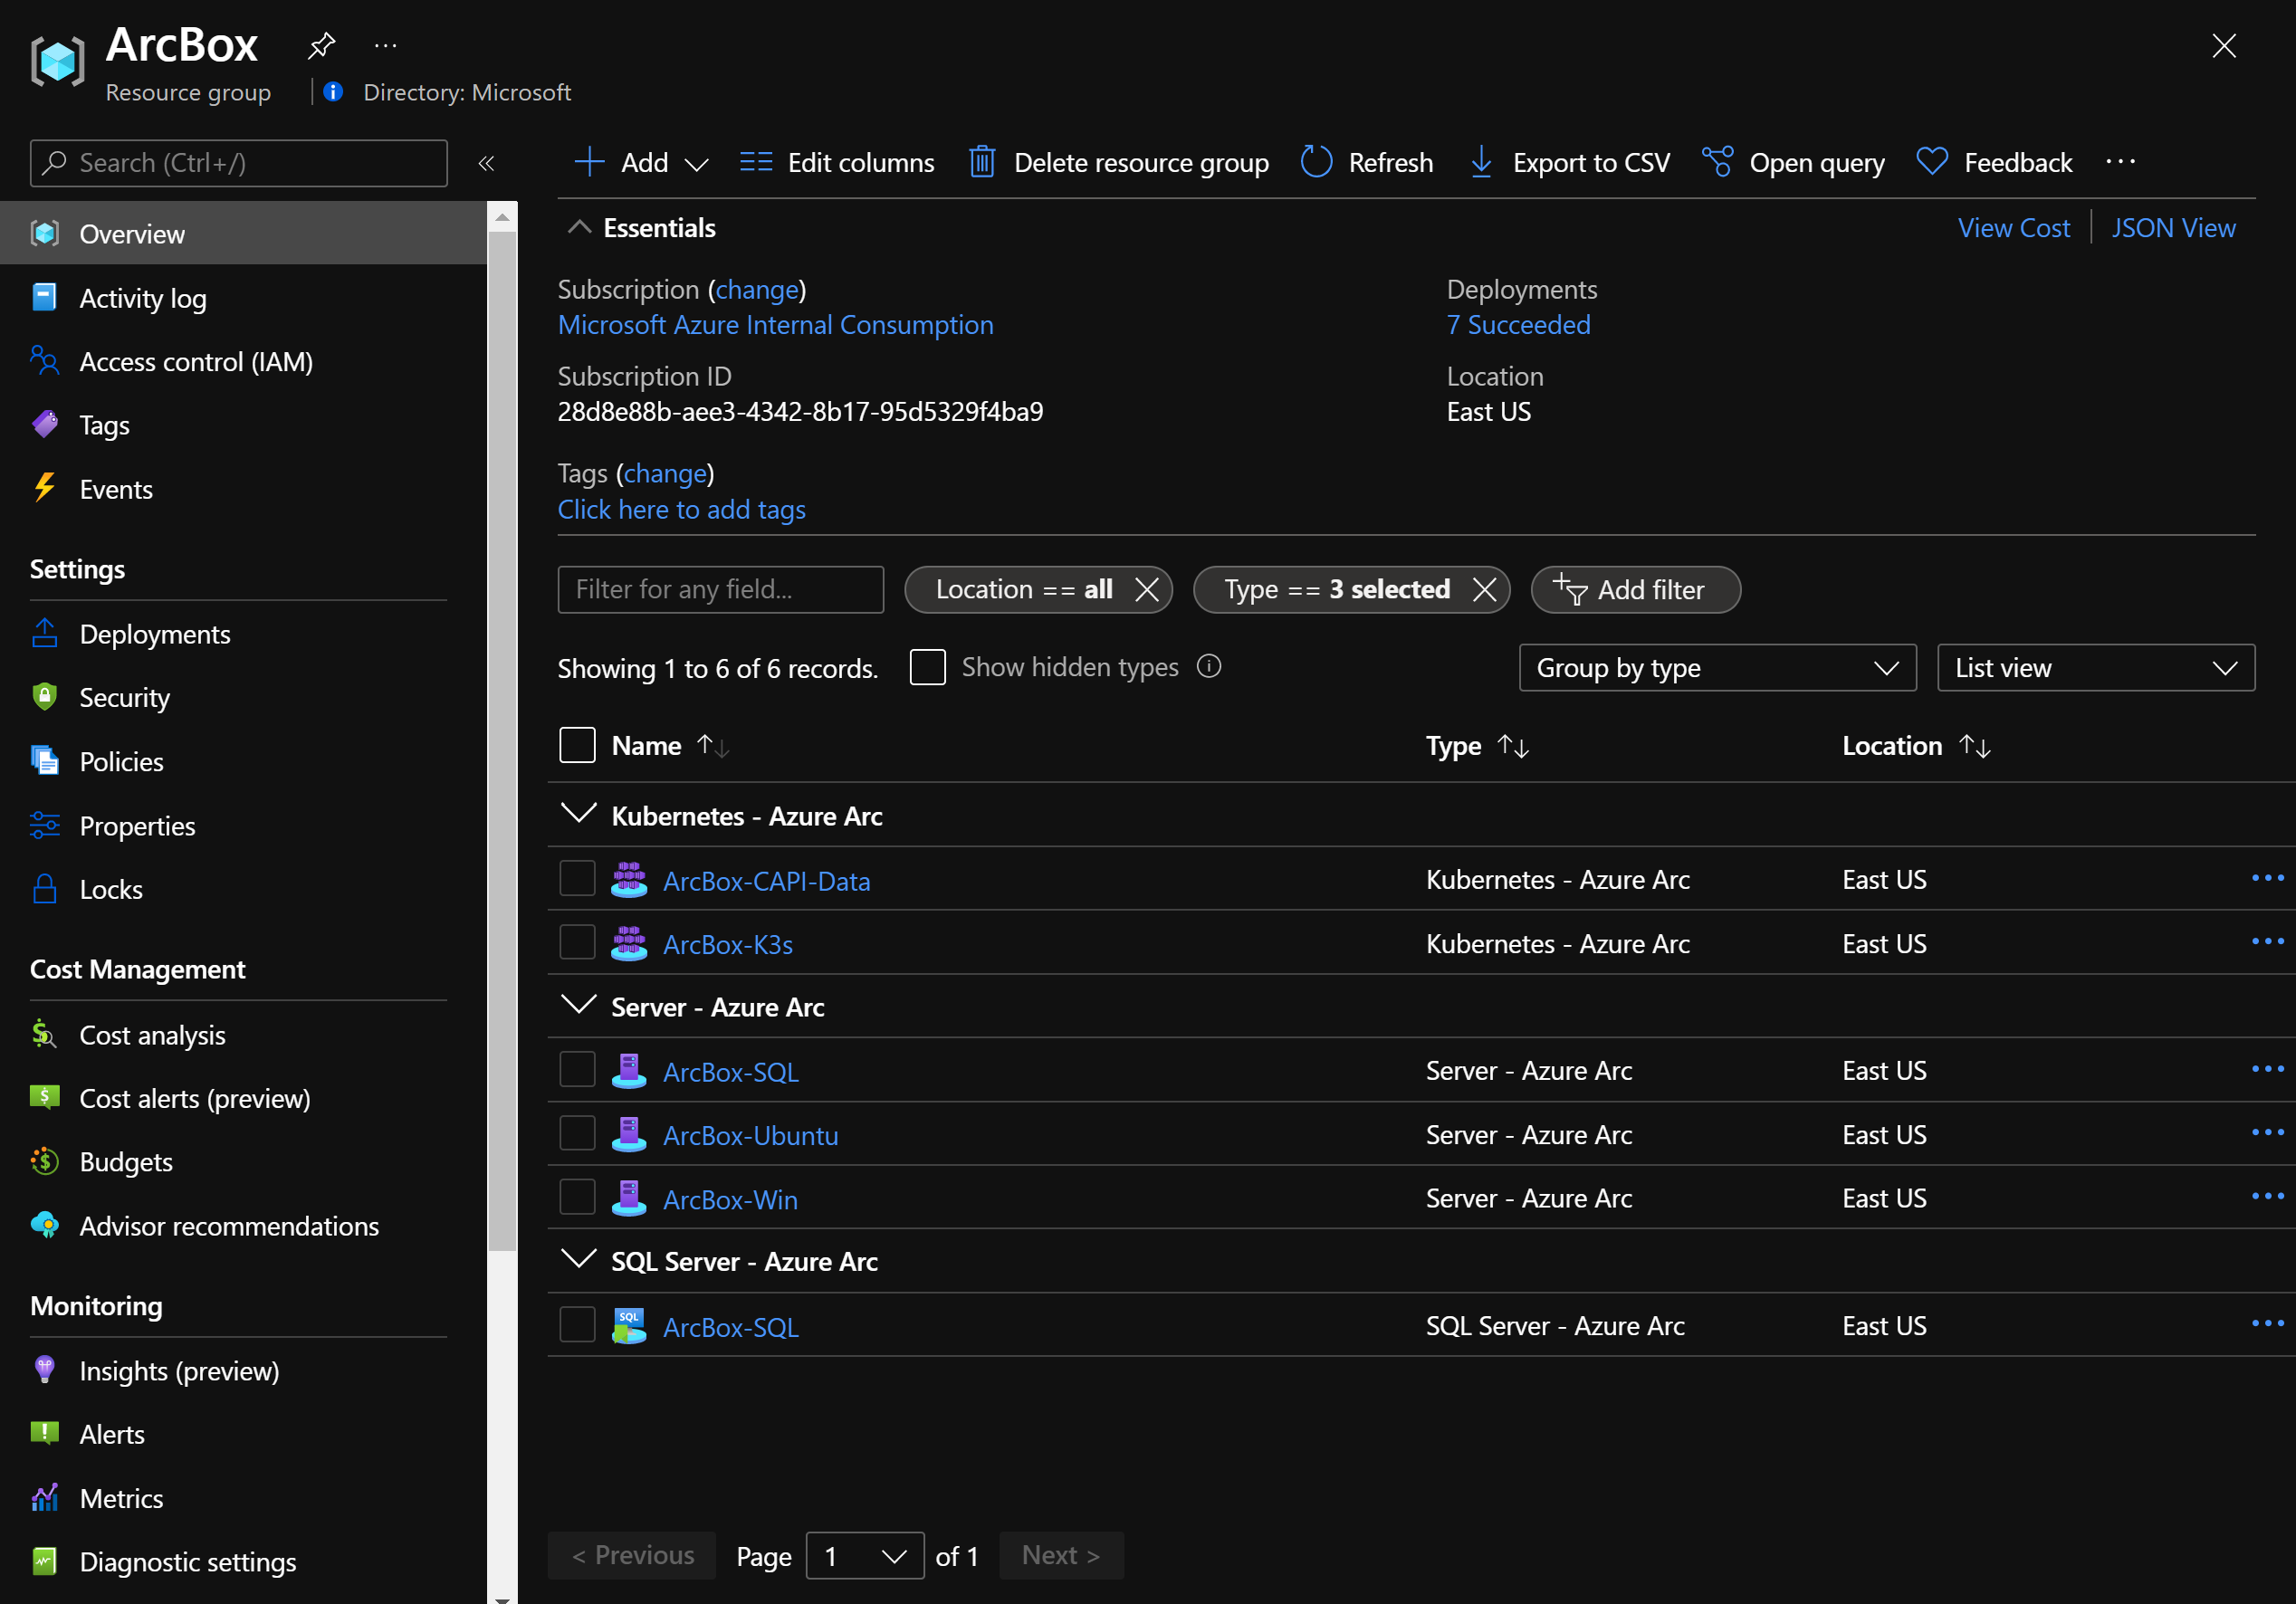 ArcBox
Resource group
Directory: Microsoft
Search (Ctrl+/)
Add
Edit columns
Delete resource group
Refresh
Export to CSV
Open query
Feedback
Overview
Activity log
Access control (IAM)
Tags
Events
Settings
Deployments
Security
Policies
Properties
Locks
Cost Management
Cost analysis
Cost alerts (preview)
Budgets
Advisor recommendations
Monitoring
Insights (preview)
Alerts
Metrics
Diagnostic settings
Essentials
View Cost
JSON View
Subscription (change)
Microsoft Azure Internal Consumption
Deployments
7 Succeeded
Subscription ID
28d8e88b-aee3-4342-8b17-95d5329f4ba9
Location
East US
Tags (change)
Click here to add tags
Filter for any field...
Location == all
Type == 3 selected
Add filter
Showing 1 to 6 of 6 records.
Show hidden types
Group by type
List view
Name Type Location
Kubernetes - Azure Arc
ArcBox-CAPI-Data Kubernetes - Azure Arc East US
ArcBox-K3s Kubernetes - Azure Arc East US
Server - Azure Arc
ArcBox-SQL Server - Azure Arc East US
ArcBox-Ubuntu Server - Azure Arc East US
ArcBox-Win Server - Azure Arc East US
SQL Server - Azure Arc
SQL
ArcBox-SQL SQL Server - Azure Arc East US
< Previous Page 1 of 1 Next >